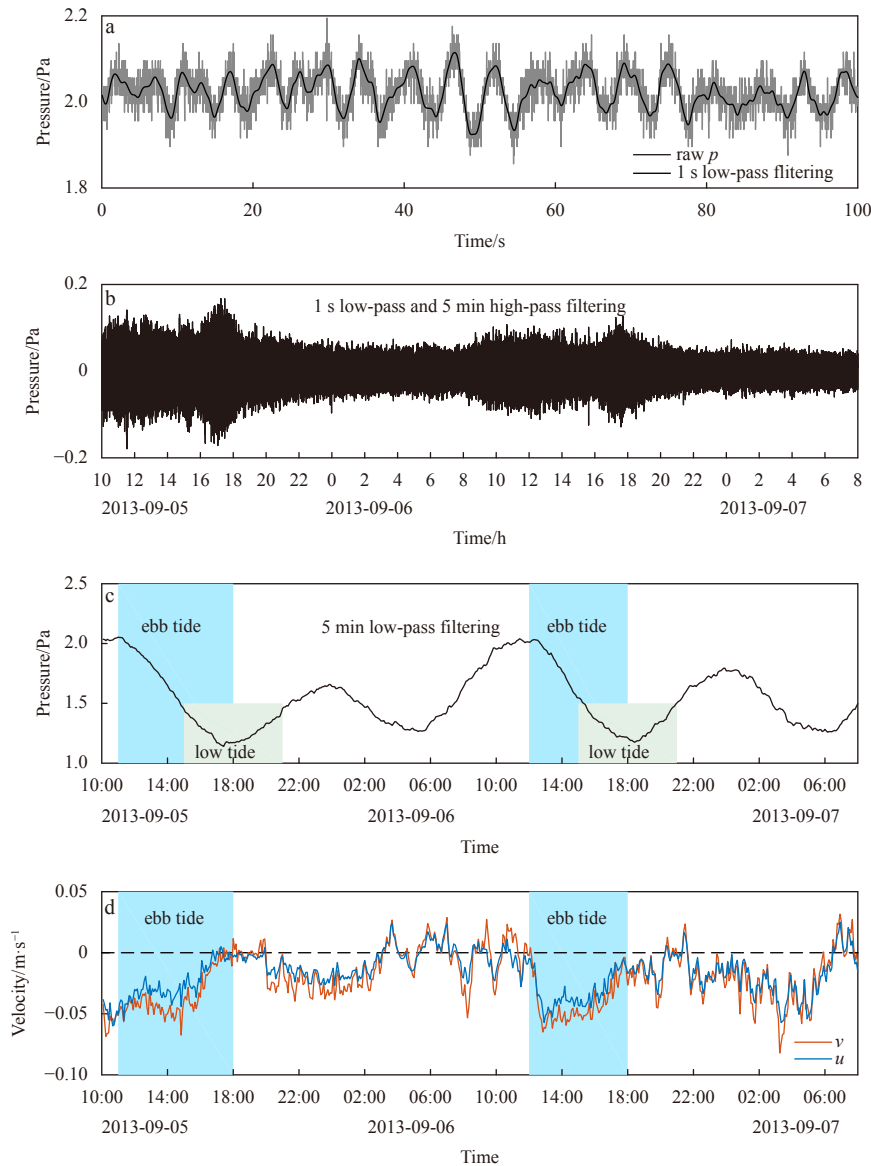 a
2.2
2.0
1.8
Pressure/Pa
raw p
1 s low-pass flitering
0 20 40 60 80 100
Time/s
b
1 s low-pass and 5 min high-pass filtering
0.2
0
−0.2
Pressure/Pa
10 12 14 16 18 20 22 0 2 4 6 8 10 12 14 16 18 20 22 0 2 4 6 8
2013-09-05 2013-09-06 2013-09-07
Time/h
c
2.5
2.0
1.5
1.0
Pressure/Pa
ebb tide 5 min low-pass filtering ebb tide
low tide low tide
10:00 14:00 18:00 22:00 02:00 06:00 10:00 14:00 18:00 22:00 02:00 06:00
2013-09-05 2013-09-06 2013-09-07
Time
d
0.05
0
−0.05
−0.10
Velocity/m·s⁻¹
ebb tide ebb tide
v
u
10:00 14:00 18:00 22:00 02:00 06:00 10:00 14:00 18:00 22:00 02:00 06:00
2013-09-05 2013-09-06 2013-09-07
Time